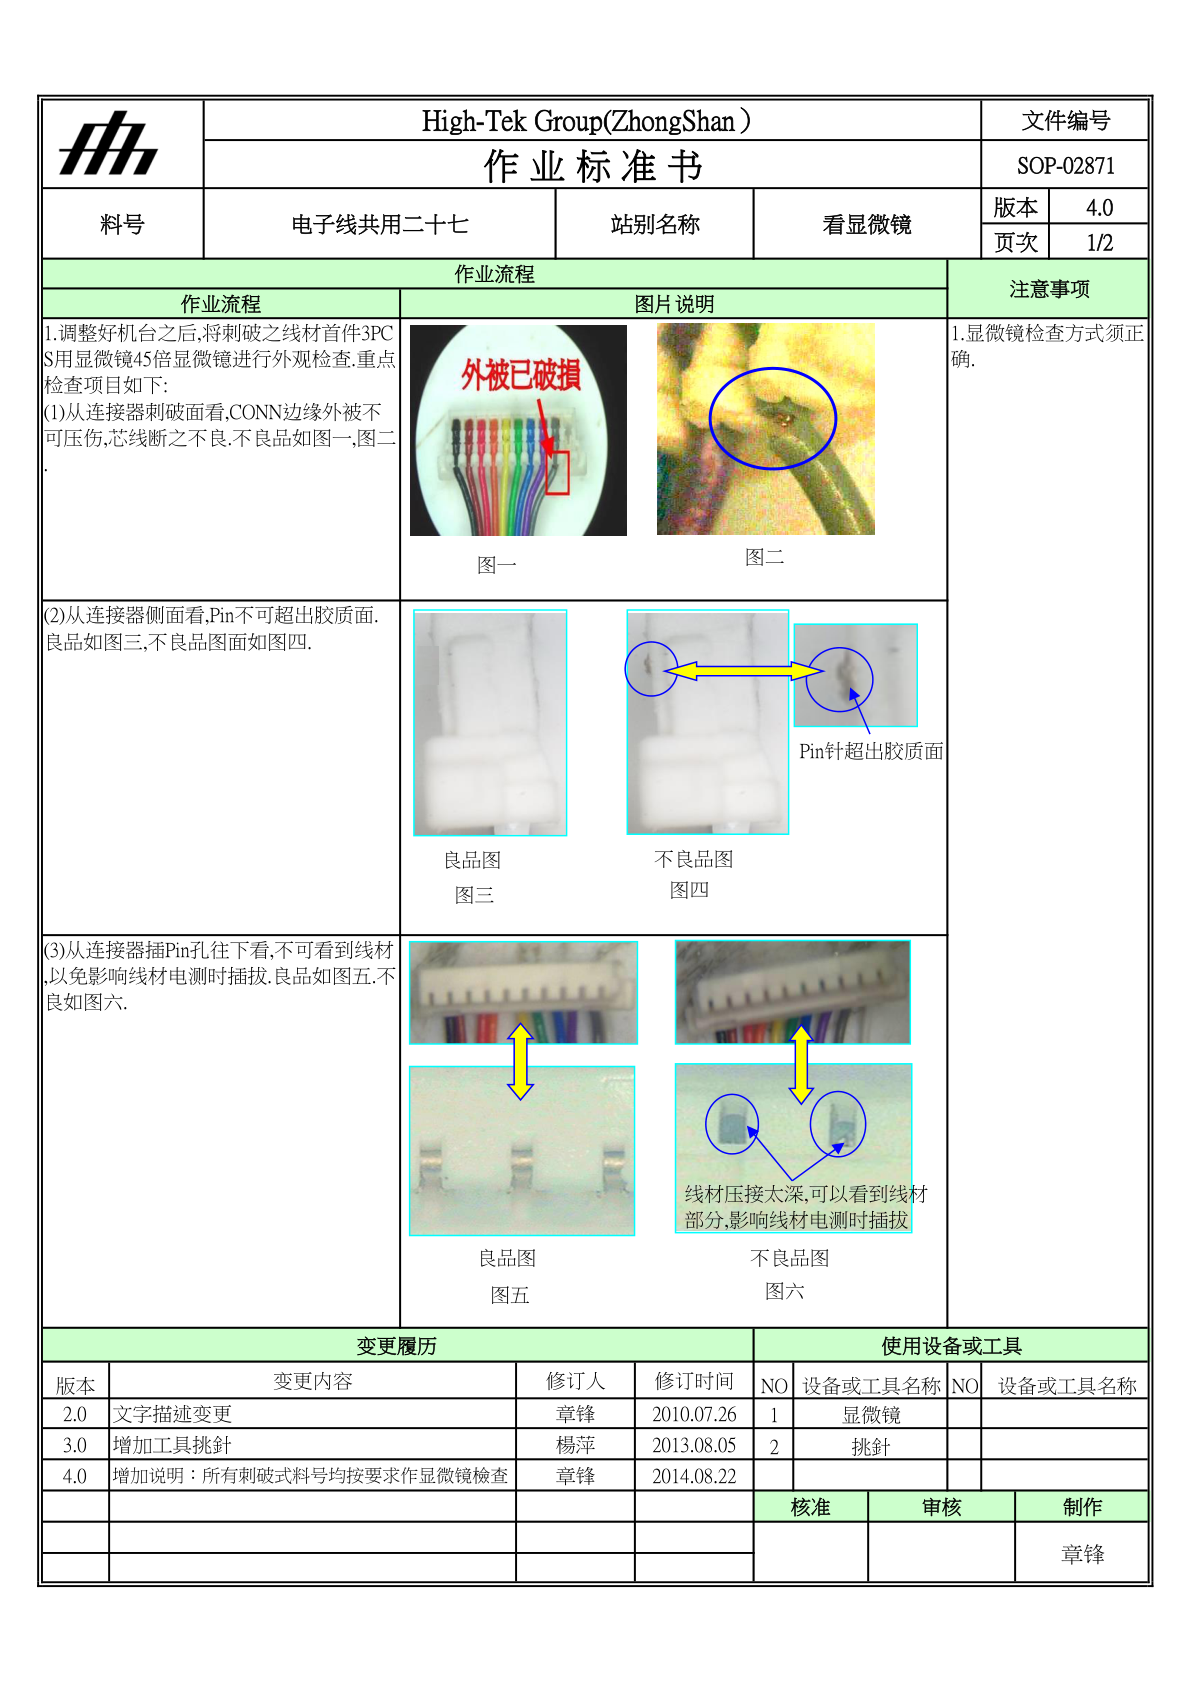 High-Tek Group(ZhongShan）
文件编号
作业标准书
SOP-02871
料号
电子线共用二十七
站别名称
看显微镜
版本
4.0
页次
1/2
作业流程
注意事项
作业流程
图片说明
1.调整好机台之后,将刺破之线材首件3PC
S用显微镜45倍显微镜进行外观检查.重点
检查项目如下:
(1)从连接器刺破面看,CONN边缘外被不
可压伤,芯线断之不良.不良品如图一,图二
.
外被已破損
图一
图二
1.显微镜检查方式须正
确.
(2)从连接器侧面看,Pin不可超出胶质面.
良品如图三,不良品图面如图四.
Pin针超出胶质面
良品图
图三
不良品图
图四
(3)从连接器插Pin孔往下看,不可看到线材
,以免影响线材电测时插拔.良品如图五.不
良如图六.
线材压接太深,可以看到线材
部分,影响线材电测时插拔
良品图
图五
不良品图
图六
变更履历
使用设备或工具
版本
变更内容
修订人
修订时间
NO
设备或工具名称
NO
设备或工具名称
2.0
文字描述变更
章锋
2010.07.26
1
显微镜
3.0
增加工具挑針
楊萍
2013.08.05
2
挑針
4.0
增加说明：所有刺破式料号均按要求作显微镜檢查
章锋
2014.08.22
核准
审核
制作
章锋